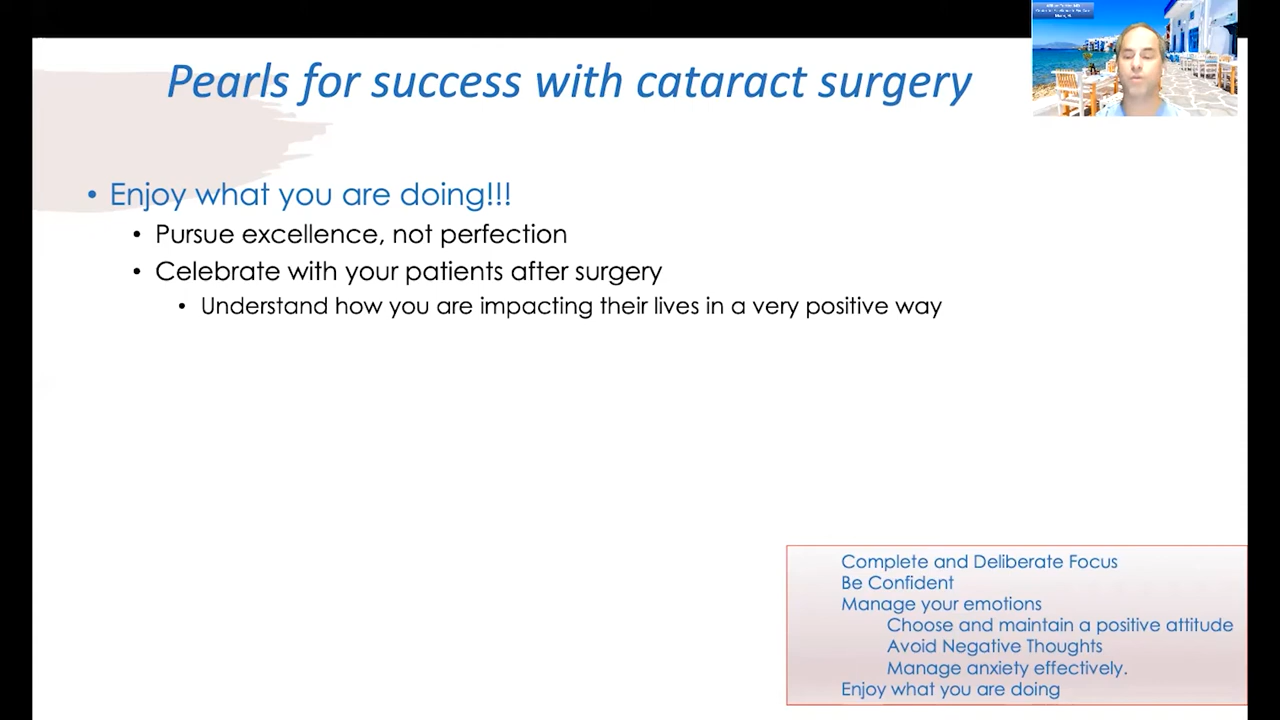 Pearls for success with cataract surgery
• Enjoy what you are doing!!!
• Pursue excellence, not perfection
• Celebrate with your patients after surgery
• Understand how you are impacting their lives in a very positive way
Complete and Deliberate Focus
Be Confident
Manage your emotions
Choose and maintain a positive attitude
Avoid Negative Thoughts
Manage anxiety effectively.
Enjoy what you are doing